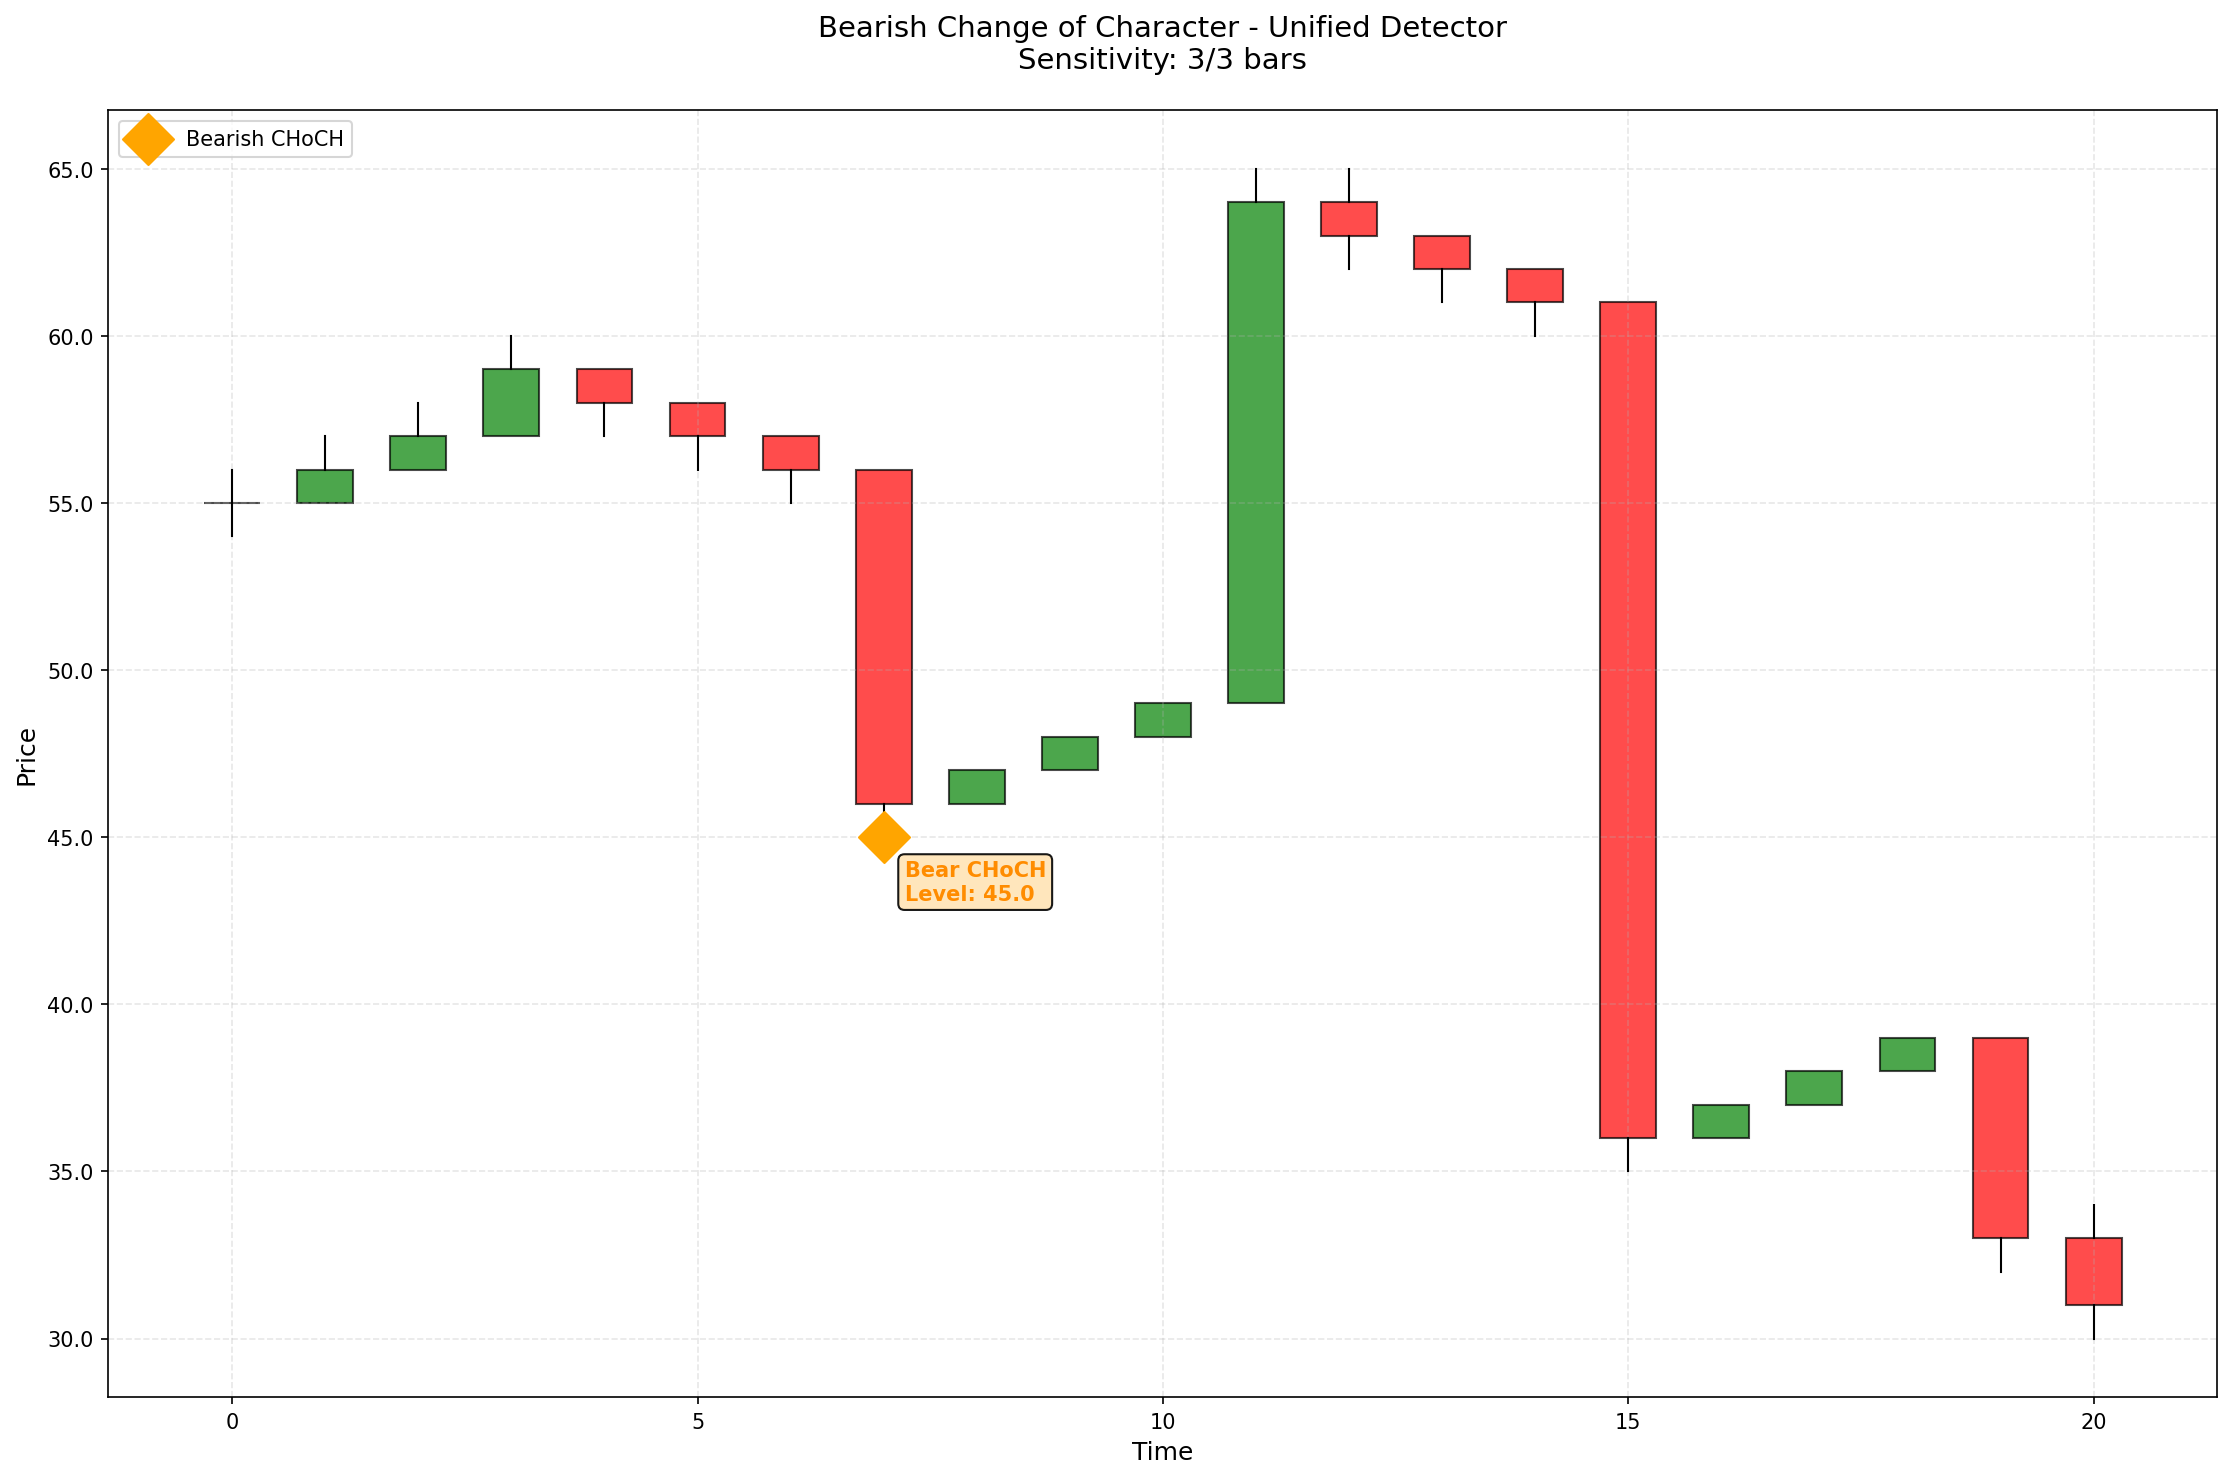 Bearish Change of Character - Unified Detector
Sensitivity: 3/3 bars
Bearish CHoCH
65.0
60.0
55.0
50.0
45.0
40.0
35.0
30.0
Price
Bear CHoCH
Level: 45.0
0
5
10
15
20
Time